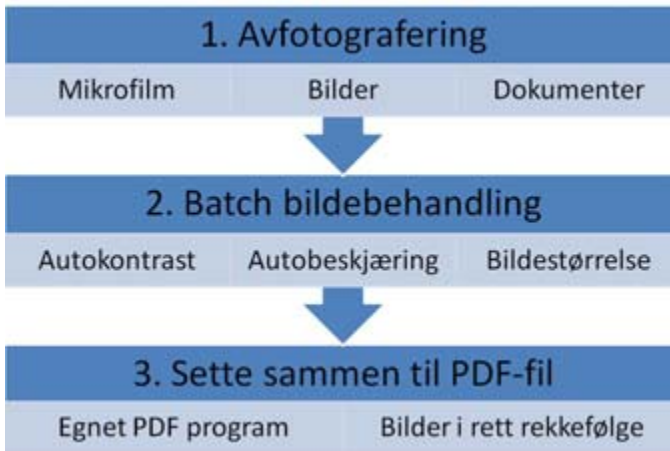 1. Avfotografering
Mikrofilm Bilder Dokumenter
2. Batch bildebehandling
Autokontrast Autobeskjæring Bildestørrelse
3. Sette sammen til PDF-fil
Egnet PDF program Bilder i rett rekkefølge